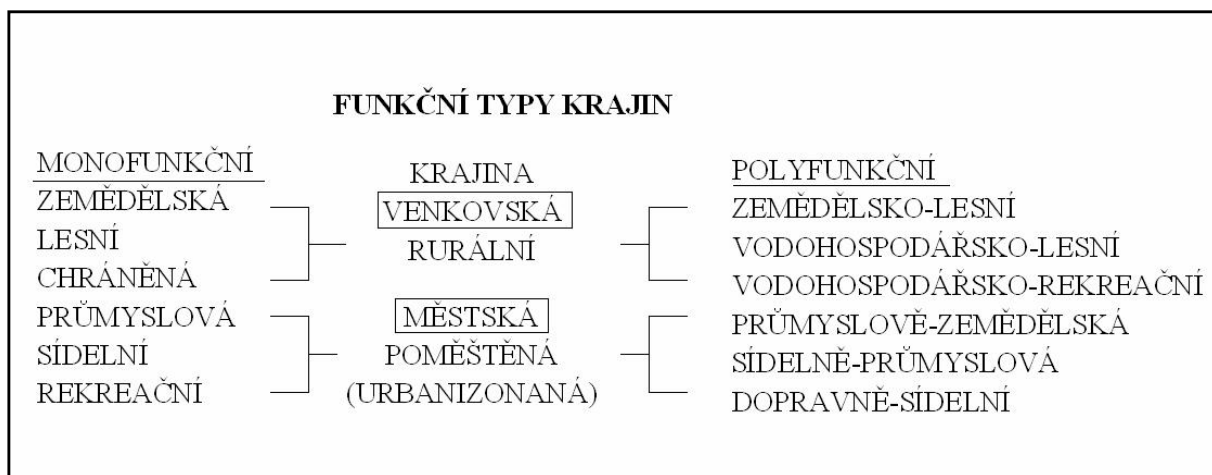 FUNKČNÍ TYPY KRAJIN
MONOFUNKČNÍ
ZEMĚDĚLSKÁ
LESNÍ
CHRÁNĚNÁ
PRŮMYSLOVÁ
SÍDELNÍ
REKREAČNÍ
KRAJINA
VENKOVSKÁ
RURÁLNÍ
MĚSTSKÁ
POMĚŠTĚNÁ
(URBANIZONANÁ)
POLYFUNKČNÍ
ZEMĚDĚLSKO-LESNÍ
VODOHOSPODÁŘSKO-LESNÍ
VODOHOSPODÁŘSKO-REKREAČNÍ
PRŮMYSLOVĚ-ZEMĚDĚLSKÁ
SÍDELNĚ-PRŮMYSLOVÁ
DOPRAVNĚ-SÍDELNÍ